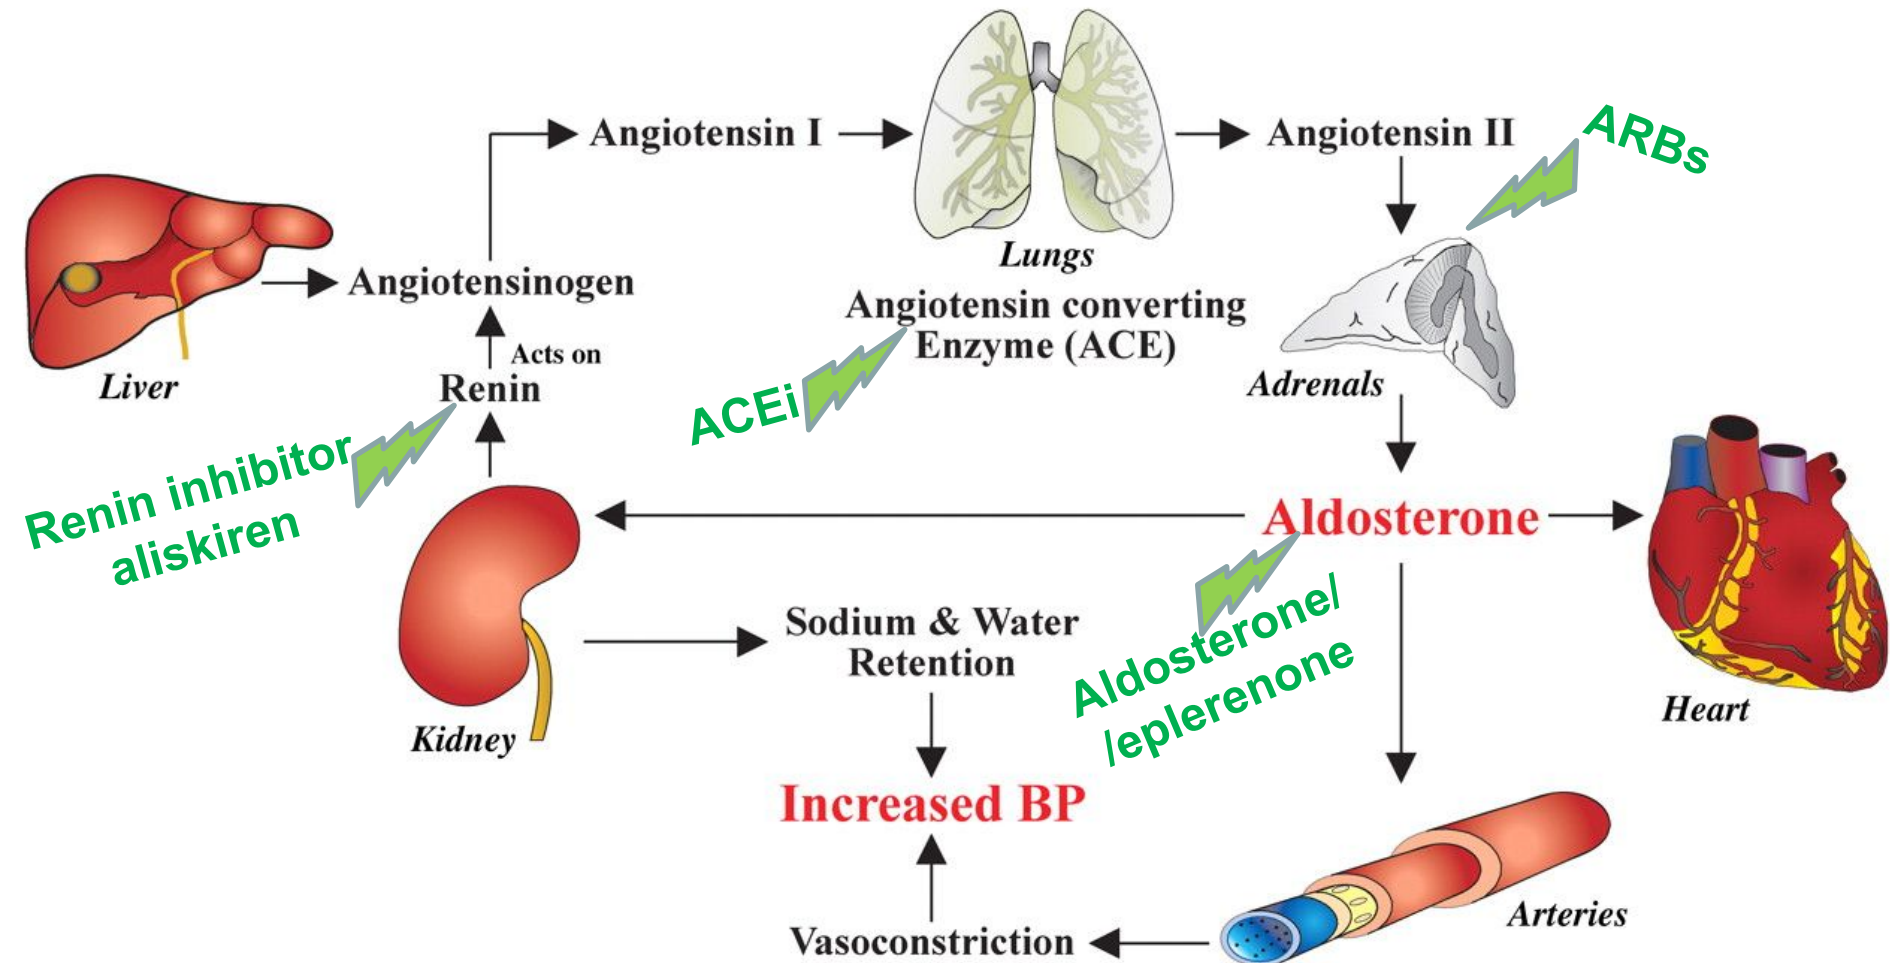 Angiotensin I
Angiotensin II
ARBs
Lungs
Angiotensinogen
Angiotensin converting
Enzyme (ACE)
Acts on
Liver
Renin
Adrenals
ACEi
Renin inhibitor
aliskiren
Aldosterone
Sodium & Water
Retention
Aldosterone/
/eplerenone
Kidney
Heart
Increased BP
Arteries
Vasoconstriction